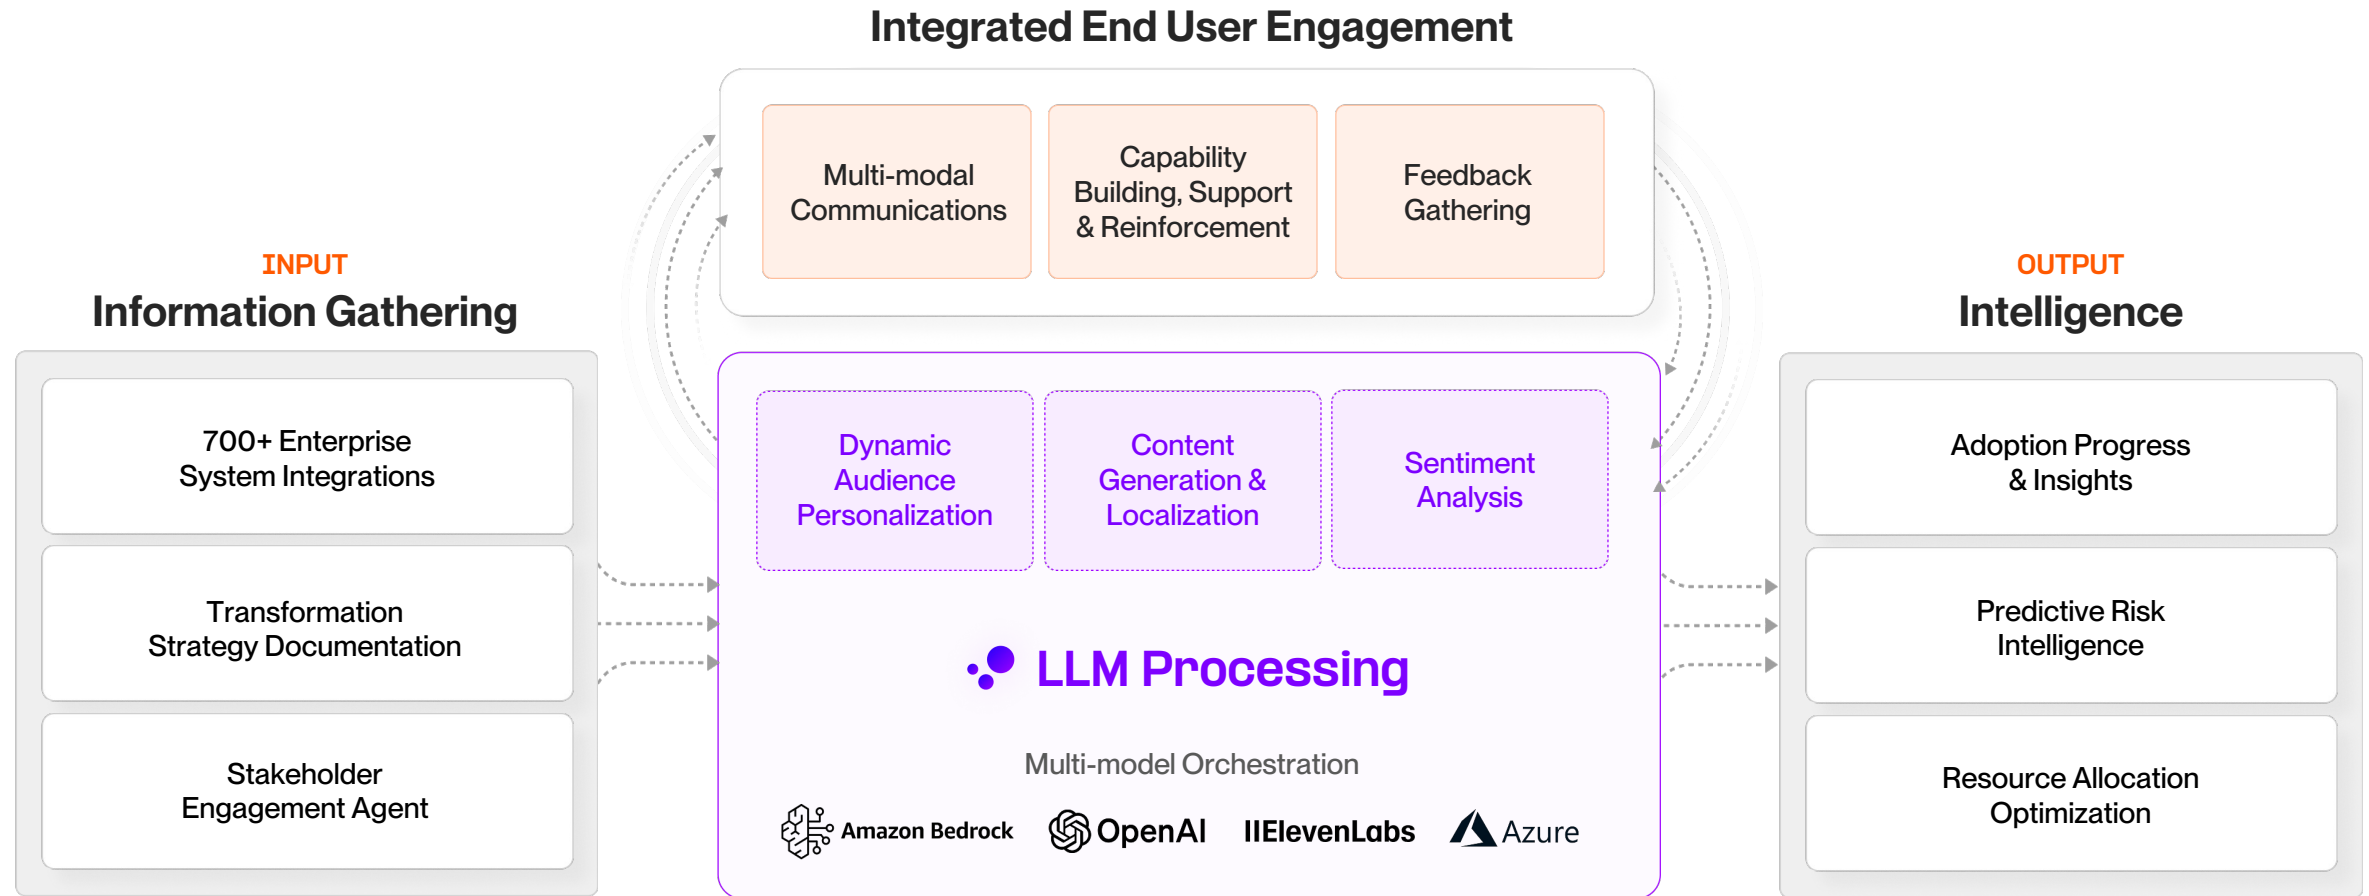 Integrated End User Engagement
Multi-modal
Communications
Capability
Building, Support
& Reinforcement
Feedback
Gathering
INPUT
Information Gathering
700+ Enterprise
System Integrations
Transformation
Strategy Documentation
Stakeholder
Engagement Agent
Dynamic
Audience
Personalization
Content
Generation &
Localization
Sentiment
Analysis
LLM Processing
Multi-model Orchestration
Amazon Bedrock
OpenAI
IIElevenLabs
Azure
OUTPUT
Intelligence
Adoption Progress
& Insights
Predictive Risk
Intelligence
Resource Allocation
Optimization